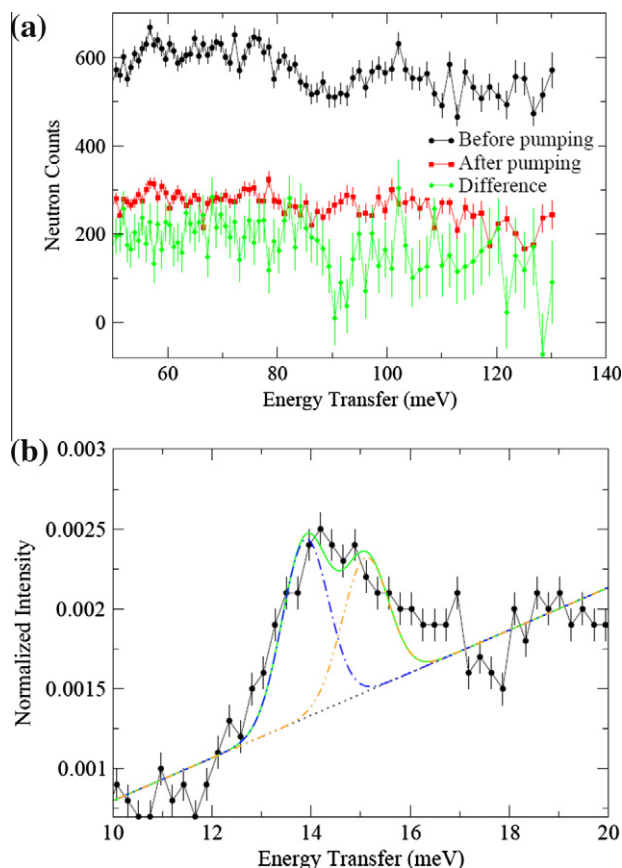 (a)
600
400
200
0
Neutron Counts
Before pumping
After pumping
Difference
60 80 100 120 140
Energy Transfer (meV)
(b)
0.003
0.0025
0.002
0.0015
0.001
Normalized Intensity
10 12 14 16 18 20
Energy Transfer (meV)